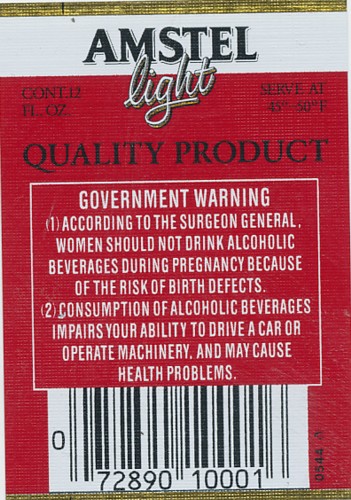 AMSTEL
light
CONT. 12 SERVE AT
FL. OZ 45°-50° F
QUALITY PRODUCT
GOVERNMENT WARNING
(1) ACCORDING TO THE SURGEON GENERAL,
WOMEN SHOULD NOT DRINK ALCOHOLIC
BEVERAGES DURING PREGNANCY BECAUSE
OF THE RISK OF BIRTH DEFECTS.
(2) CONSUMPTION OF ALCOHOLIC BEVERAGES
IMPAIRS YOUR ABILITY TO DRIVE A CAR OR
OPERATE MACHINERY, AND MAY CAUSE
HEALTH PROBLEMS.
0 72890 10001